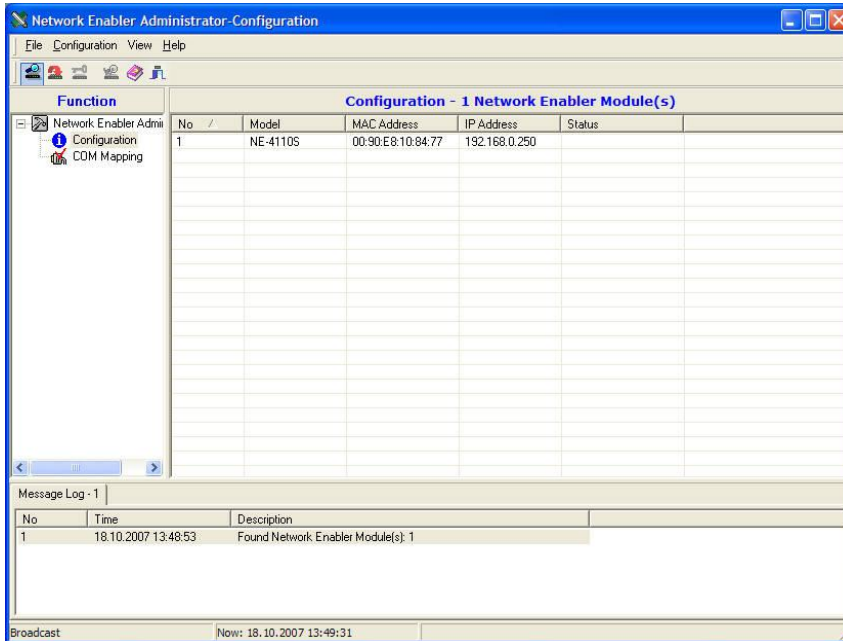 Network Enabler Administrator-Configuration
File Configuration View Help
Function
Configuration - 1 Network Enabler Module(s)
Network Enabler Admi
Configuration
COM Mapping
No Model MAC Address IP Address Status
1 NE-4110S 00:90:E8:10:84:77 192.168.0.250
Message Log - 1
No Time Description
1 18.10.2007 13:48:53 Found Network Enabler Module(s): 1
Broadcast Now: 18.10.2007 13:49:31